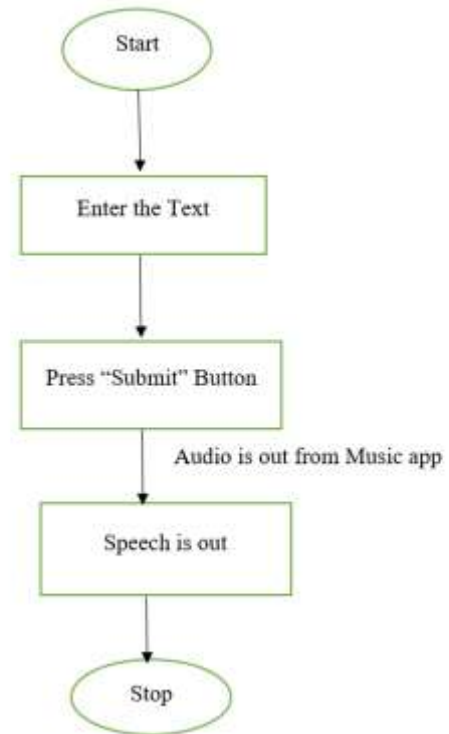 Start
Enter the Text
Press “Submit” Button
Audio is out from Music app
Speech is out
Stop